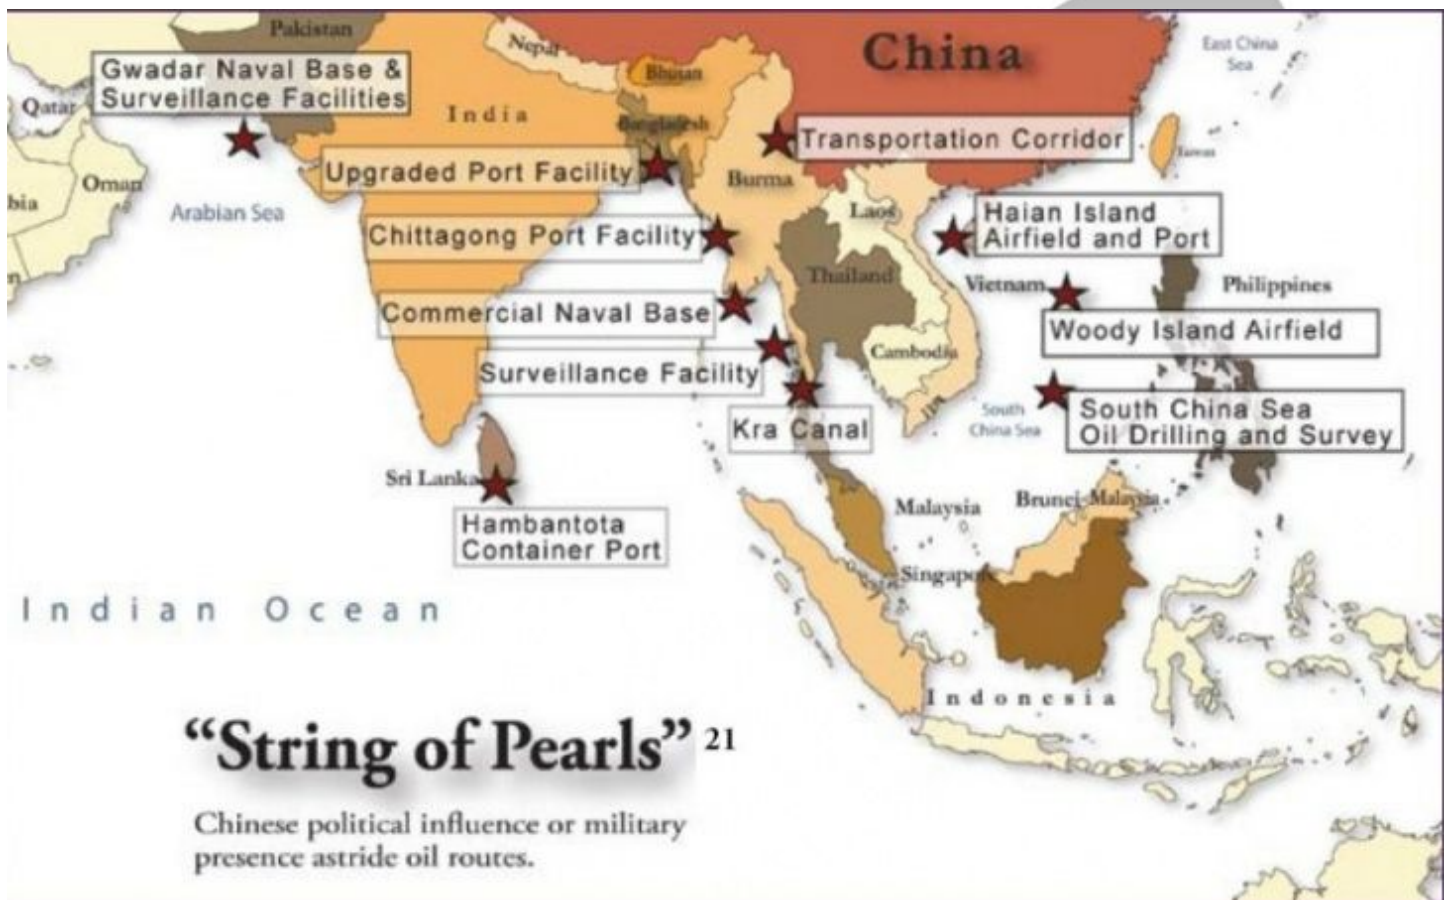 Pakistan
Nepal
China
East China
Sea
Gwadar Naval Base &
Surveillance Facilities
Bhutan
Qatar
India
Bangladesh
Transportation Corridor
Taiwan
Upgraded Port Facility
Burma
Oman
bia
Arabian Sea
Laos
Haian Island
Airfield and Port
Chittagong Port Facility
Thailand
Vietnam
Philippines
n
Commercial Naval Base
Woody Island Airfield
Cambodia
Surveillance Facility
South
China Sea
South China Sea
Oil Drilling and Survey
Kra Canal
Sri Lanka
Malaysia
Brunei-Malaysia
Hambantota
Container Port
Singapore
Indian Ocean
Indonesia
“String of Pearls” 21
Chinese political influence or military
presence astride oil routes.